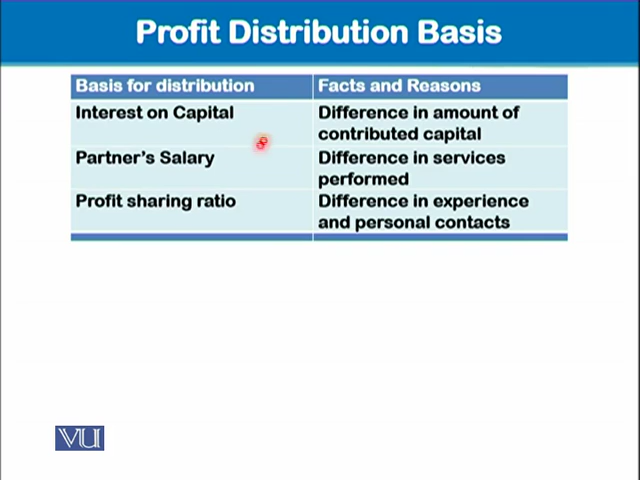 Profit Distribution Basis
Basis for distribution Facts and Reasons
Interest on Capital Difference in amount of
contributed capital
Partner's Salary Difference in services
performed
Profit sharing ratio Difference in experience
and personal contacts
VU